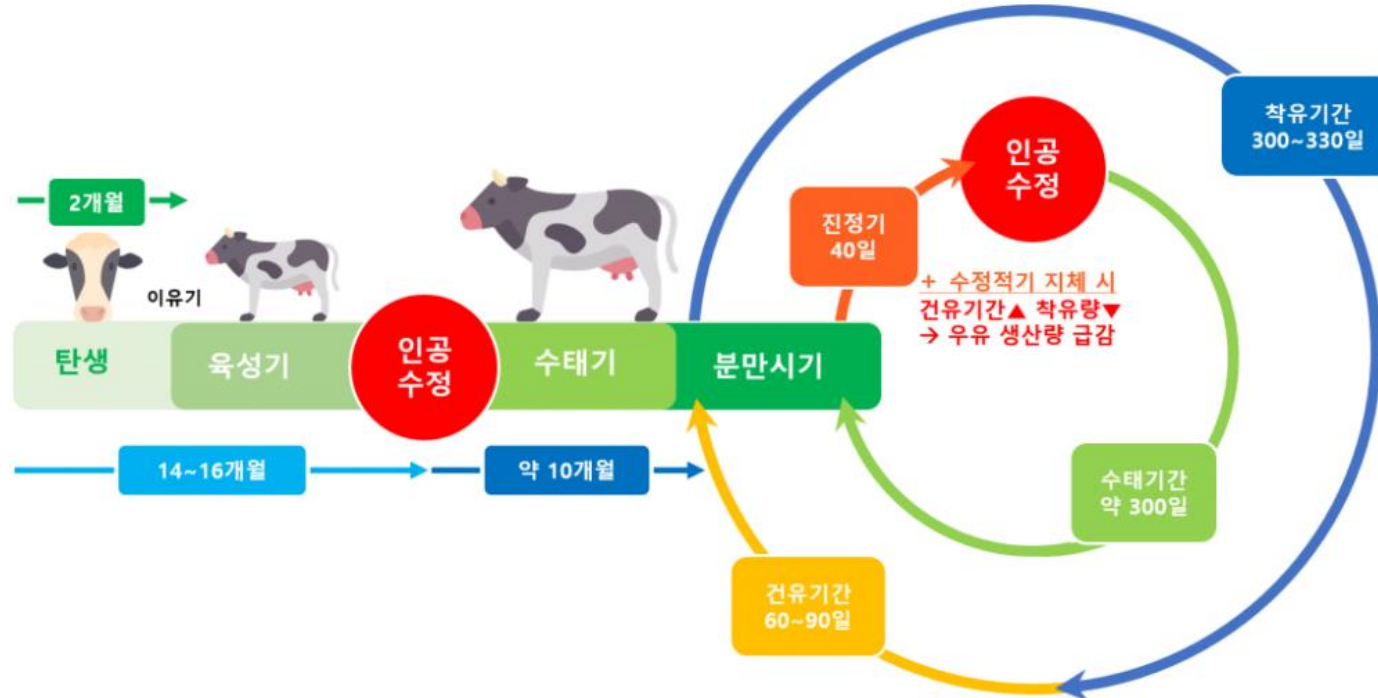 2개월
이유기
탄생
육성기
인공
수정
수태기
분만시기
14~16개월
약 10개월
착유기간
300~330일
인공
수정
진정기
40일
+ 수정적기 지체 시
건유기간▲ 착유량▼
→ 우유 생산량 급감
수태기간
약 300일
건유기간
60~90일